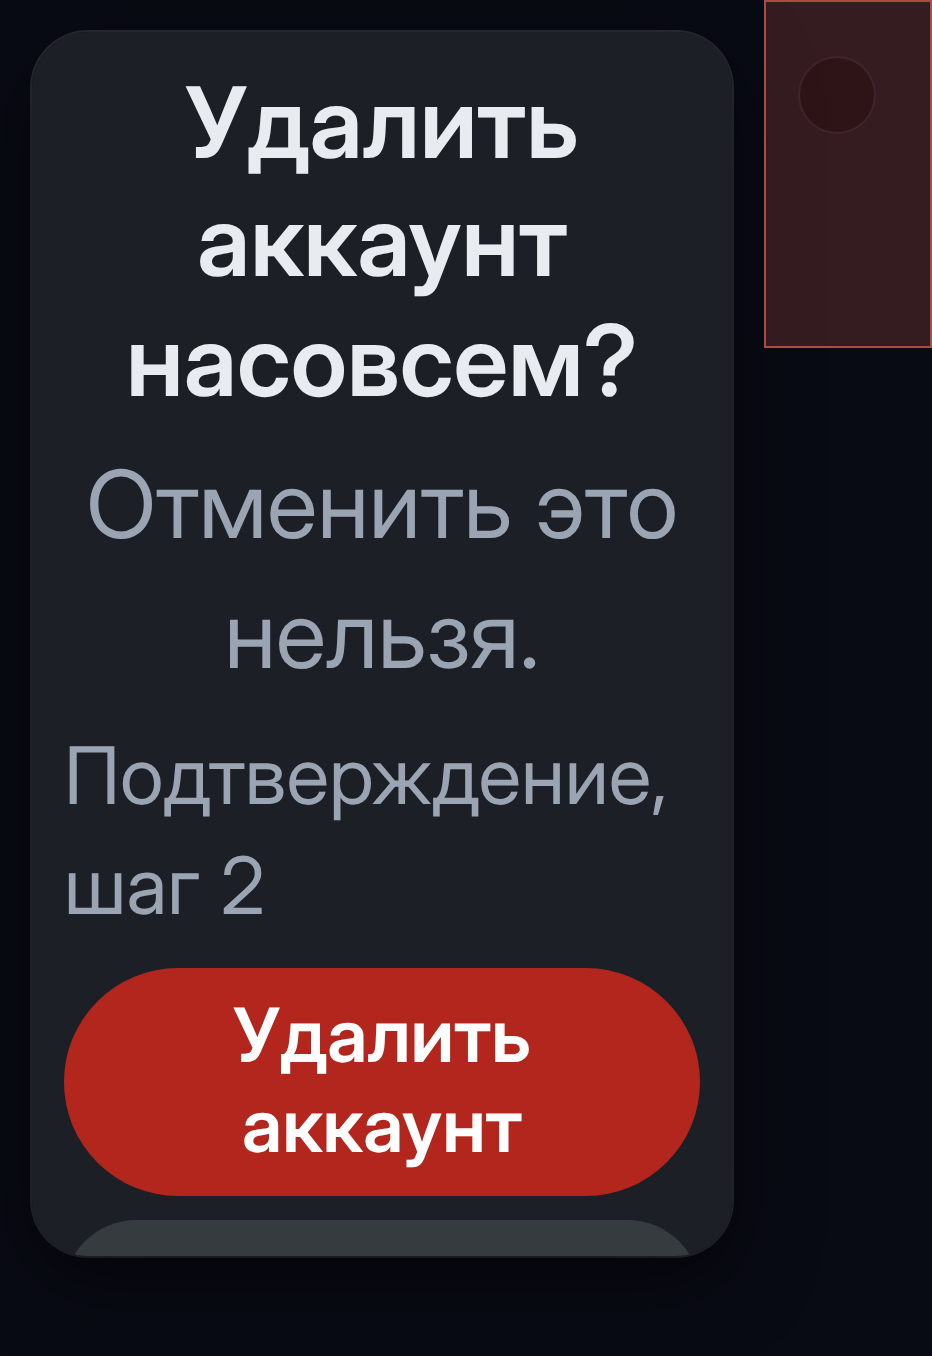 Удалить
аккаунт
насовсем?
Отменить это
нельзя.
Подтверждение,
шаг 2
Удалить
аккаунт